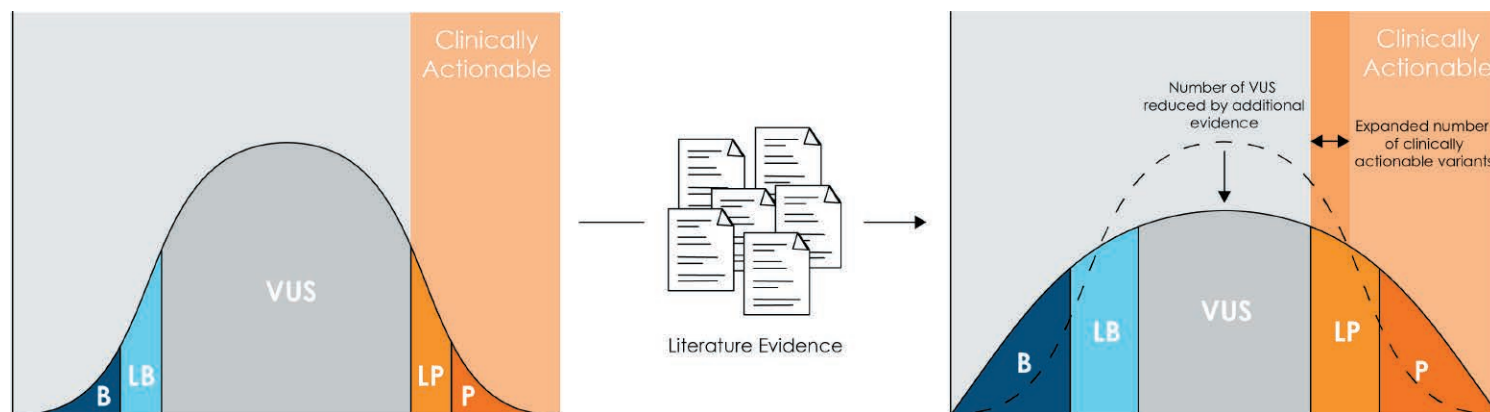 Clinically
Actionable
VUS
B
LB
LP
P
Literature Evidence
Clinically
Actionable
Number of VUS
reduced by additional
evidence
Expanded number
of clinically
actionable variants
VUS
B
LB
LP
P